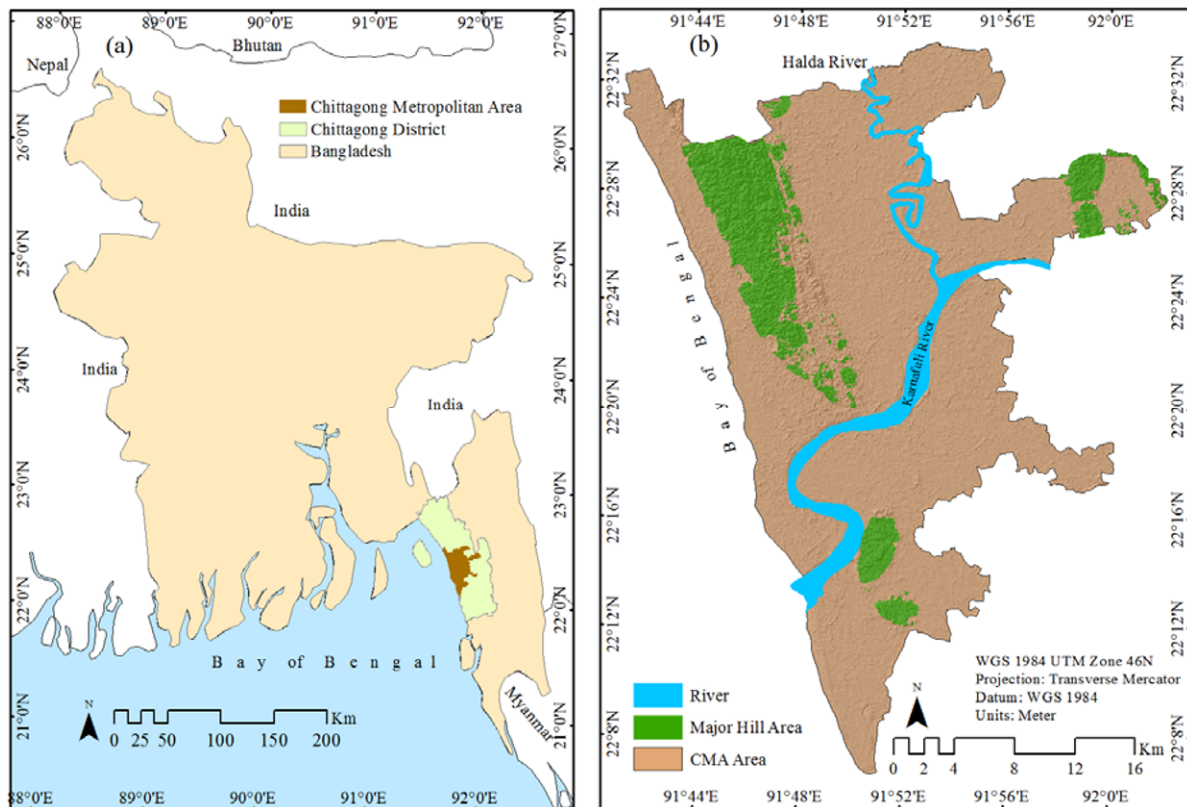 88°0'E 89°0'E 90°0'E 91°0'E 92°0'E
(a)
Bhutan
Nepal
Chittagong Metropolitan Area
Chittagong District
Bangladesh
India
India
India
Bay of Bengal
Myanmar
N
Km
0 25 50 100 150 200
27°0'N
26°0'N
25°0'N
24°0'N
23°0'N
22°0'N
21°0'N
26°0'N
25°0'N
24°0'N
23°0'N
22°0'N
21°0'N
88°0'E 89°0'E 90°0'E 91°0'E 92°0'E
91°44'E 91°48'E 91°52'E 91°56'E 92°0'E
(b)
Halda River
Bay of Bengal
Karnafuli River
22°32'N
22°28'N
22°24'N
22°20'N
22°16'N
22°12'N
22°8'N
22°32'N
22°28'N
22°24'N
22°20'N
22°16'N
22°12'N
22°8'N
WGS 1984 UTM Zone 46N
Projection: Transverse Mercator
Datum: WGS 1984
Units: Meter
River
Major Hill Area
CMA Area
N
Km
0 2 4 8 12 16
91°44'E 91°48'E 91°52'E 91°56'E 92°0'E